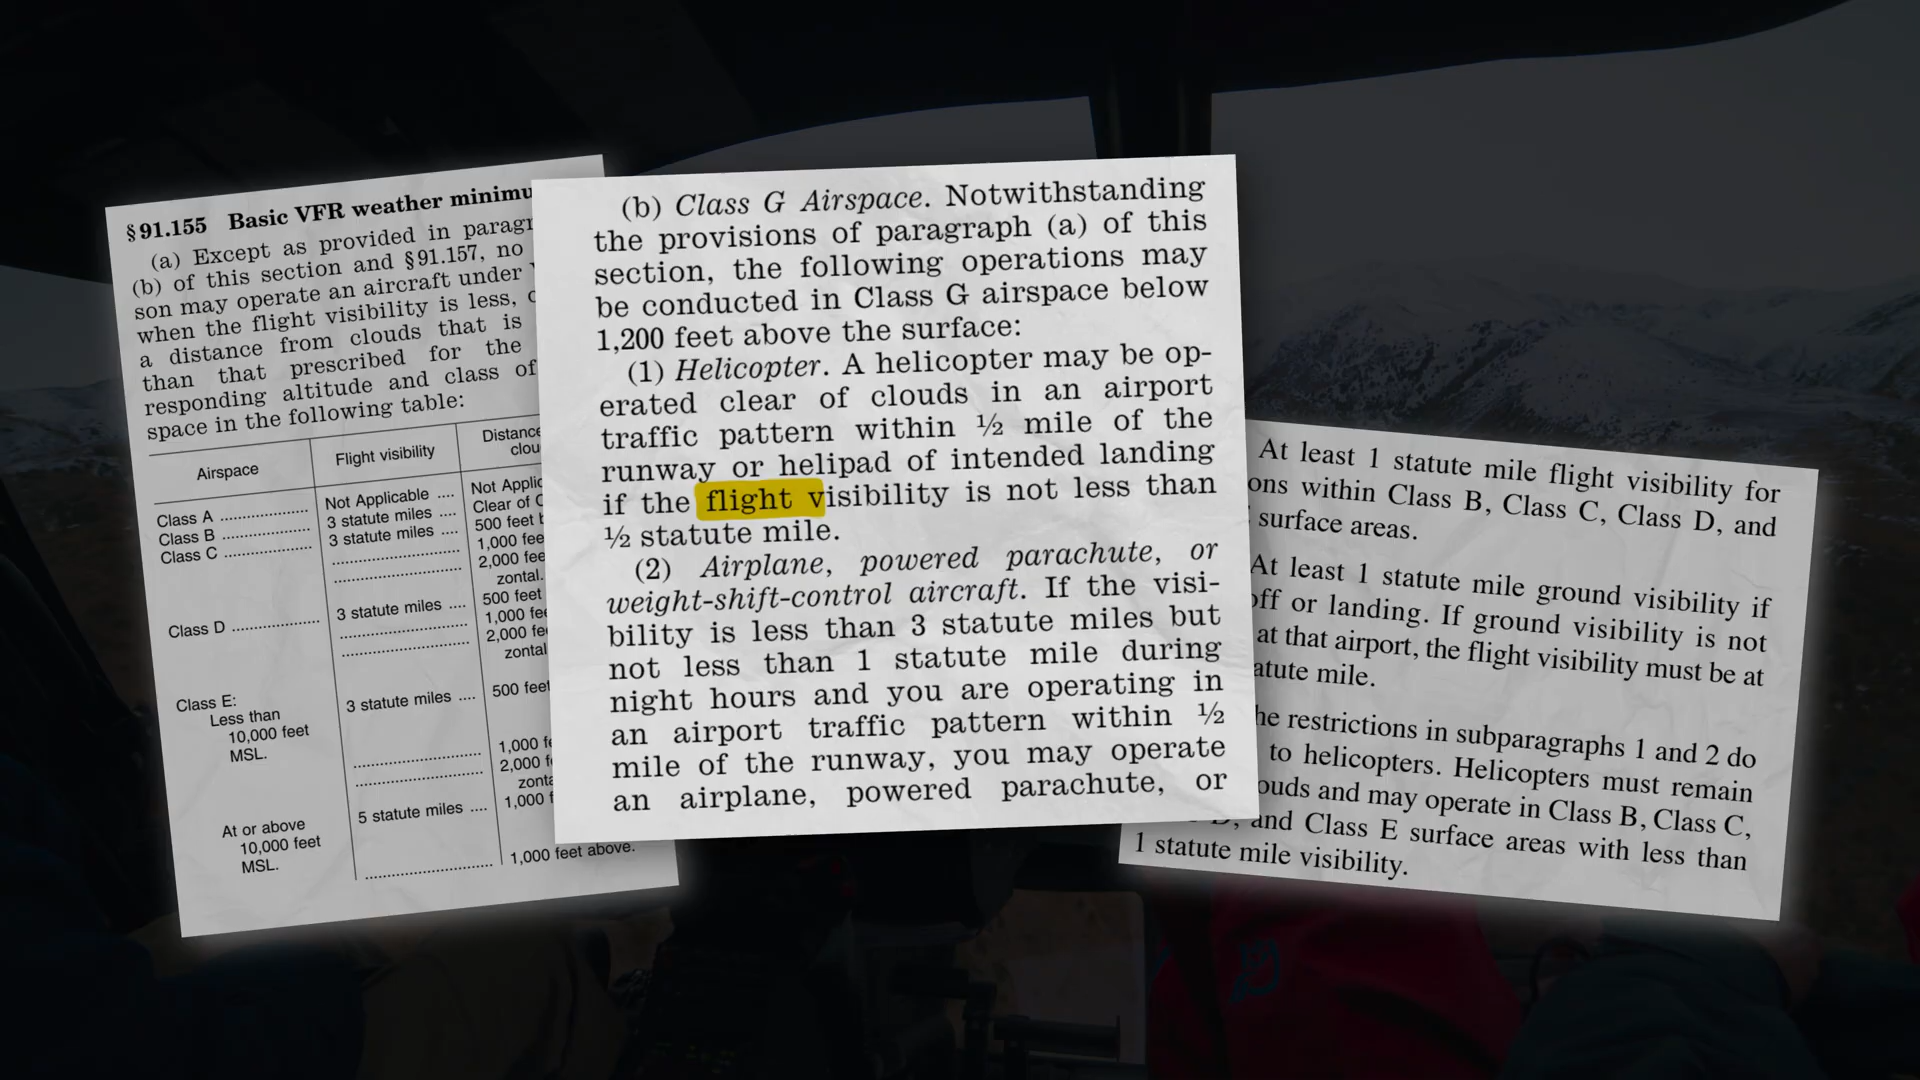 § 91.155 Basic VFR weather minimu
(a) Except as provided in paragr
(b) of this section and § 91.157, no
son may operate an aircraft under
when the flight visibility is less,
a distance from clouds that is
than that prescribed for the
responding altitude and class of
space in the following table:
Airspace Flight visibility Distance
clou
Class A .................... Not Applicable .... Not Applic
Class B .................... 3 statute miles .... Clear of C
Class C .................... 3 statute miles .... 500 feet b
1,000 fee
2,000 fee
zontal.
Class D .................... 3 statute miles .... 500 feet
1,000 fe
2,000 fe
zontal
Class E:
Less than
10,000 feet
MSL.
3 statute miles .... 500 feet
1,000 f
2,000 f
zonta
At or above
10,000 feet
MSL.
5 statute miles .... 1,000 f
1,000 feet above.
(b) Class G Airspace. Notwithstanding
the provisions of paragraph (a) of this
section, the following operations may
be conducted in Class G airspace below
1,200 feet above the surface:
(1) Helicopter. A helicopter may be op-
erated clear of clouds in an airport
traffic pattern within ½ mile of the
runway or helipad of intended landing
if the flight visibility is not less than
½ statute mile.
(2) Airplane, powered parachute, or
weight-shift-control aircraft. If the visi-
bility is less than 3 statute miles but
not less than 1 statute mile during
night hours and you are operating in
an airport traffic pattern within ½
mile of the runway, you may operate
an airplane, powered parachute, or
At least 1 statute mile flight visibility for
ons within Class B, Class C, Class D, and
surface areas.
At least 1 statute mile ground visibility if
off or landing. If ground visibility is not
at that airport, the flight visibility must be at
atute mile.
he restrictions in subparagraphs 1 and 2 do
to helicopters. Helicopters must remain
ouds and may operate in Class B, Class C,
D, and Class E surface areas with less than
1 statute mile visibility.